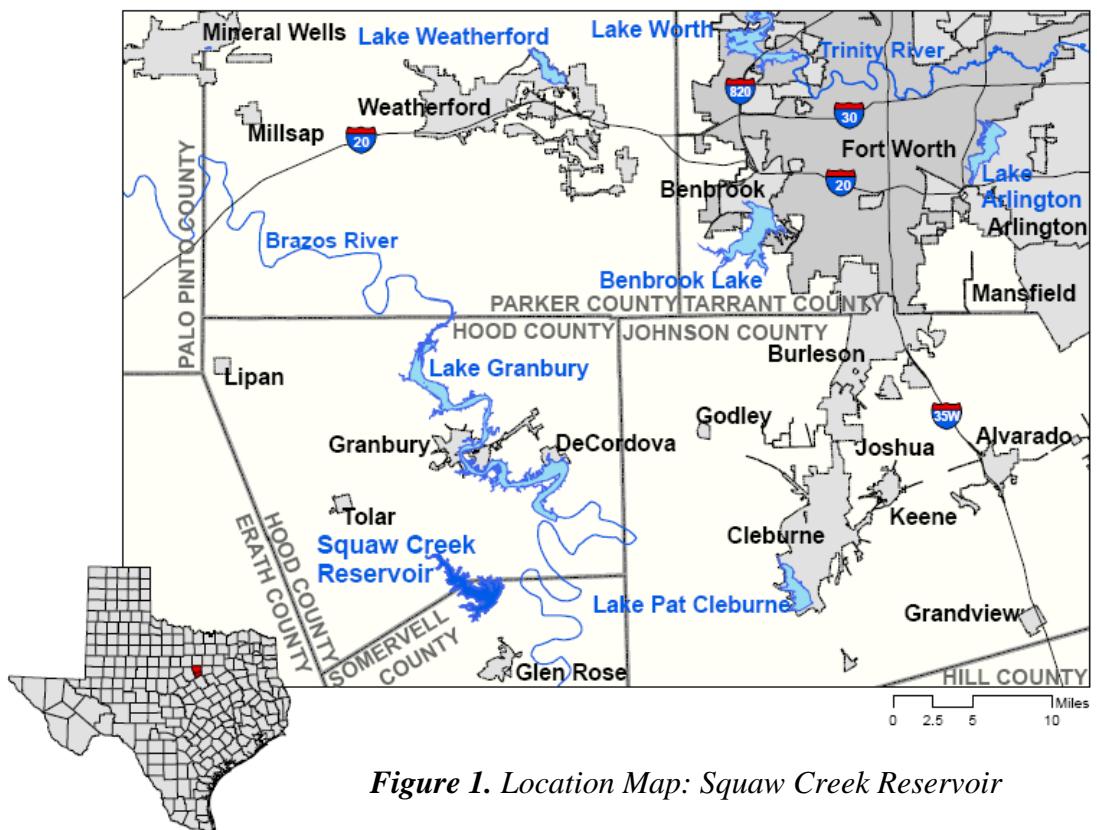 Mineral Wells
Lake Weatherford
Lake Worth
Trinity River
820
Weatherford
30
Millsap
20
Fort Worth
Lake
Arlington
Benbrook
20
Arlington
PALO PINTO COUNTY
Brazos River
Benbrook Lake
Mansfield
PARKER COUNTY
TARRANT COUNTY
HOOD COUNTY
JOHNSON COUNTY
Burleson
Lipan
Lake Granbury
Godley
35W
Granbury
DeCordova
Joshua
Alvarado
Tolar
Keene
HOOD COUNTY
ERATH COUNTY
Squaw Creek
Reservoir
Cleburne
Lake Pat Cleburne
Grandview
SOMERVELL
COUNTY
Glen Rose
HILL COUNTY
Miles
0 2.5 5 10
Figure 1. Location Map: Squaw Creek Reservoir